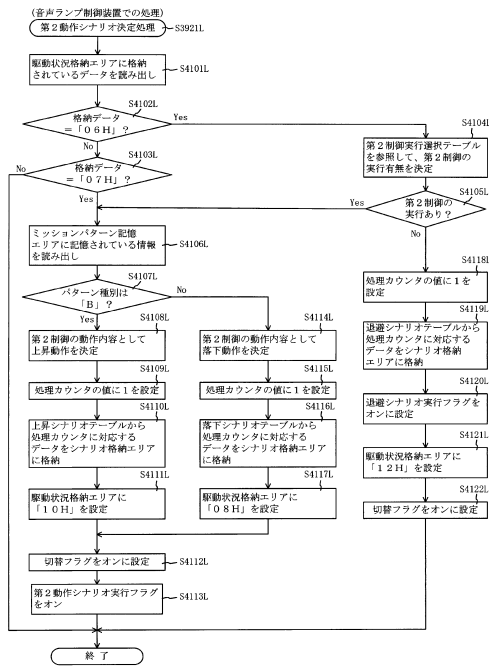 (音声ランプ制御装置での処理)
第2動作シナリオ決定処理
S3921L
駆動状況格納エリアに格納
されているデータを読み出し
S4101L
格納データ
=「06H」?
S4102L
Yes
No
格納データ
=「07H」?
S4103L
No
Yes
第2制御実行選択テーブル
を参照して、第2制御の
実行有無を決定
S4104L
第2制御の
実行あり?
S4105L
Yes
No
ミッションパターン記憶
エリアに記憶されている情報
を読み出し
S4106L
パターン種別は
「B」?
S4107L
No
Yes
第2制御の動作内容として
上昇動作を決定
S4108L
処理カウンタの値に1を設定
S4109L
上昇シナリオテーブルから
処理カウンタに対応する
データをシナリオ格納エリア
に格納
S4110L
駆動状況格納エリアに
「10H」を設定
S4111L
第2制御の動作内容として
落下動作を決定
S4114L
処理カウンタの値に1を設定
S4115L
落下シナリオテーブルから
処理カウンタに対応する
データをシナリオ格納エリア
に格納
S4116L
駆動状況格納エリアに
「08H」を設定
S4117L
処理カウンタの値に1を
設定
S4118L
退避シナリオテーブルから
処理カウンタに対応する
データをシナリオ格納
エリアに格納
S4119L
退避シナリオ実行フラグを
オンに設定
S4120L
駆動状況格納エリアに
「12H」を設定
S4121L
切替フラグをオンに設定
S4122L
切替フラグをオンに設定
S4112L
第2動作シナリオ実行フラグ
をオン
S4113L
終了